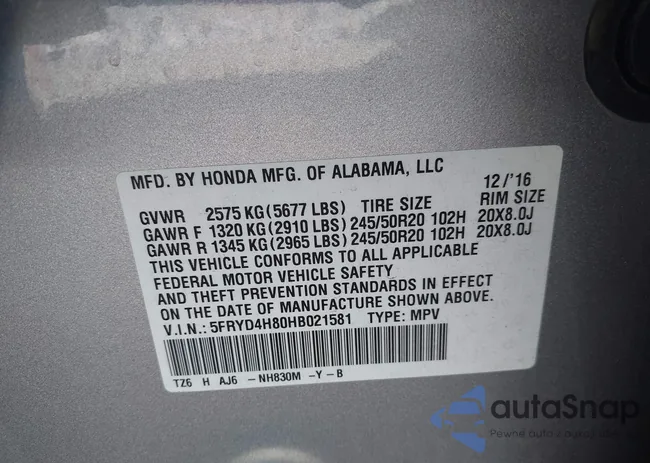 MFD. BY HONDA MFG. OF ALABAMA, LLC
12/'16
GVWR 2575 KG(5677 LBS) TIRE SIZE RIM SIZE
GAWR F 1320 KG(2910 LBS) 245/50R20 102H 20X8.0J
GAWR R 1345 KG(2965 LBS) 245/50R20 102H 20X8.0J
THIS VEHICLE CONFORMS TO ALL APPLICABLE
FEDERAL MOTOR VEHICLE SAFETY
AND THEFT PREVENTION STANDARDS IN EFFECT
ON THE DATE OF MANUFACTURE SHOWN ABOVE.
V.I.N.: 5FRYD4H80HB021581 TYPE: MPV
TZ6 H AJ6 -NH830M -Y-B
autoSnap
Pewne auto z